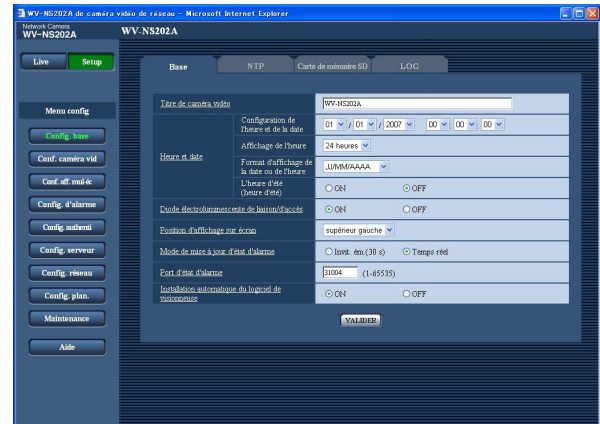 WV-NS202A de caméra vidéo de réseau - Microsoft Internet Explorer
Network Camera
WV-NS202A
WV-NS202A
Live
Setup
Menu config
Config. base
Conf. caméra vid
Conf. aff. mul-éc
Config. d'alarme
Config. authenti
Config. serveur
Config. réseau
Config. plan.
Maintenance
Aide
Base
NTP
Carte de mémoire SD
LOG
Titre de caméra vidéo
WV-NS202A
Heure et date
Configuration de
l'heure et de la date
01 / 01 / 2007 00 : 00 : 00
Affichage de l'heure
24 heures
Format d'affichage de
la date ou de l'heure
JJ/MM/AAAA
L'heure d'été
(heure d'été)
ON
OFF
Diode électroluminescente de liaison/d'accès
ON
OFF
Position d'affichage sur écran
supérieur gauche
Mode de mise à jour d'état d'alarme
Invit. ém.(30 s)
Temps réel
Port d'état d'alarme
31004
(1-65535)
Installation automatique du logiciel de
visionneuse
ON
OFF
VALIDER